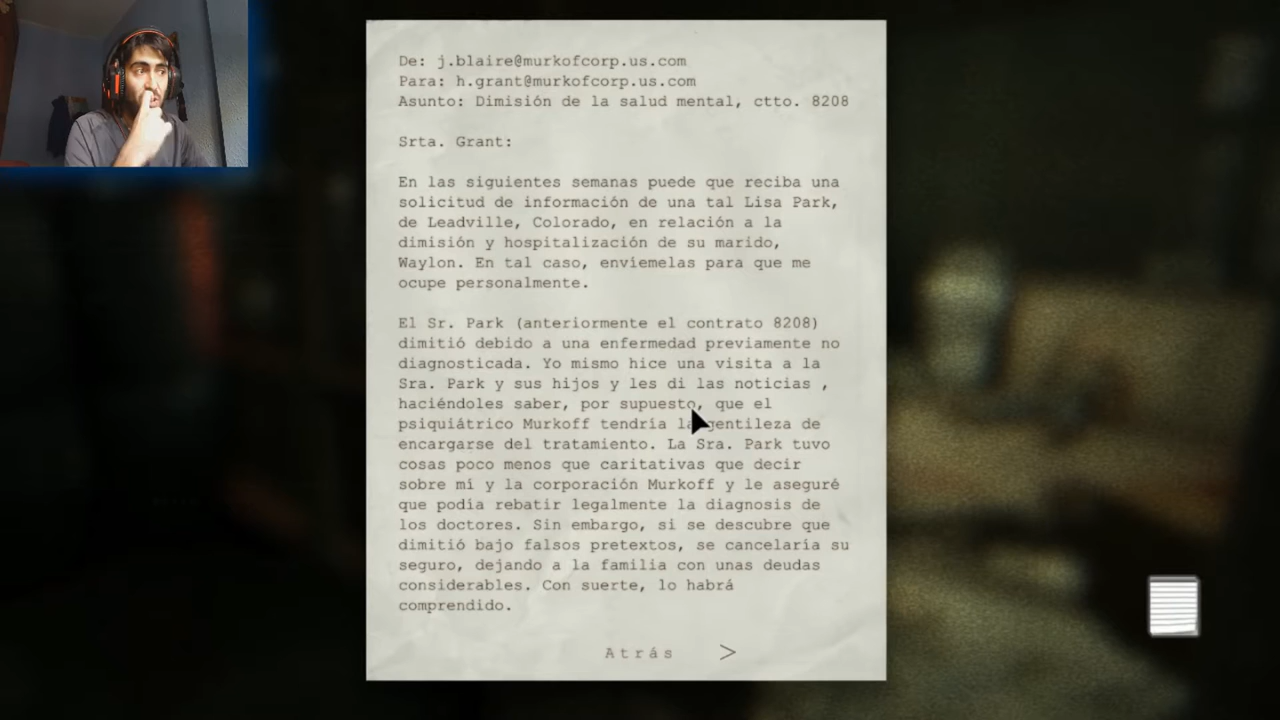 De: j.blaire@murkofcorp.us.com
Para: h.grant@murkofcorp.us.com
Asunto: Dimisión de la salud mental, ctto. 8208
Srta. Grant:
En las siguientes semanas puede que reciba una
solicitud de información de una tal Lisa Park,
de Leadville, Colorado, en relación a la
dimisión y hospitalización de su marido,
Waylon. En tal caso, envíemelas para que me
ocupe personalmente.
El Sr. Park (anteriormente el contrato 8208)
dimitió debido a una enfermedad previamente no
diagnosticada. Yo mismo hice una visita a la
Sra. Park y sus hijos y les di las noticias ,
haciéndoles saber, por supuesto, que el
psiquiátrico Murkoff tendría la gentileza de
encargarse del tratamiento. La Sra. Park tuvo
cosas poco menos que caritativas que decir
sobre mí y la corporación Murkoff y le aseguré
que podía rebatir legalmente la diagnosis de
los doctores. Sin embargo, si se descubre que
dimitió bajo falsos pretextos, se cancelaría su
seguro, dejando a la familia con unas deudas
considerables. Con suerte, lo habrá
comprendido.
Atrás >